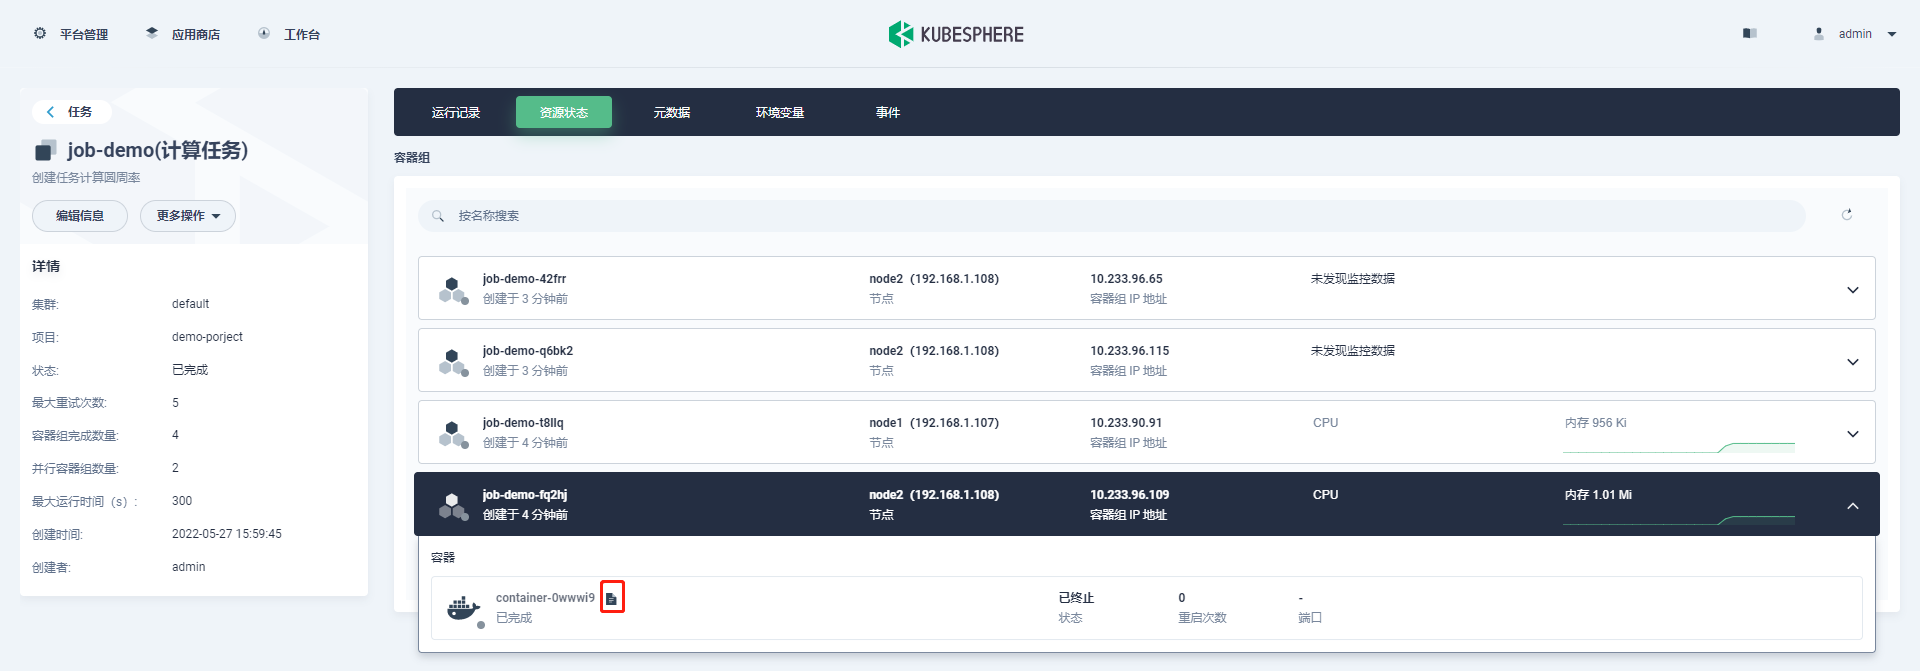 平台管理 应用商店 工作台 KUBESPHERE admin
任务
job-demo(计算任务)
创建任务计算圆周率
编辑信息 更多操作
详情
集群: default
项目: demo-porject
状态: 已完成
最大重试次数: 5
容器组完成数量: 4
并行容器组数量: 2
最大运行时间（s）: 300
创建时间: 2022-05-27 15:59:45
创建者: admin
运行记录 资源状态 元数据 环境变量 事件
容器组
按名称搜索
job-demo-42frr node2（192.168.1.108） 10.233.96.65 未发现监控数据
创建于 3 分钟前 节点 容器组 IP 地址
job-demo-q6bk2 node2（192.168.1.108） 10.233.96.115 未发现监控数据
创建于 3 分钟前 节点 容器组 IP 地址
job-demo-t8llq node1（192.168.1.107） 10.233.90.91 CPU 内存 956 Ki
创建于 4 分钟前 节点 容器组 IP 地址
job-demo-fq2hj node2（192.168.1.108） 10.233.96.109 CPU 内存 1.01 Mi
创建于 4 分钟前 节点 容器组 IP 地址
容器
container-0wwwi9 已终止 0 -
已完成 状态 重启次数 端口